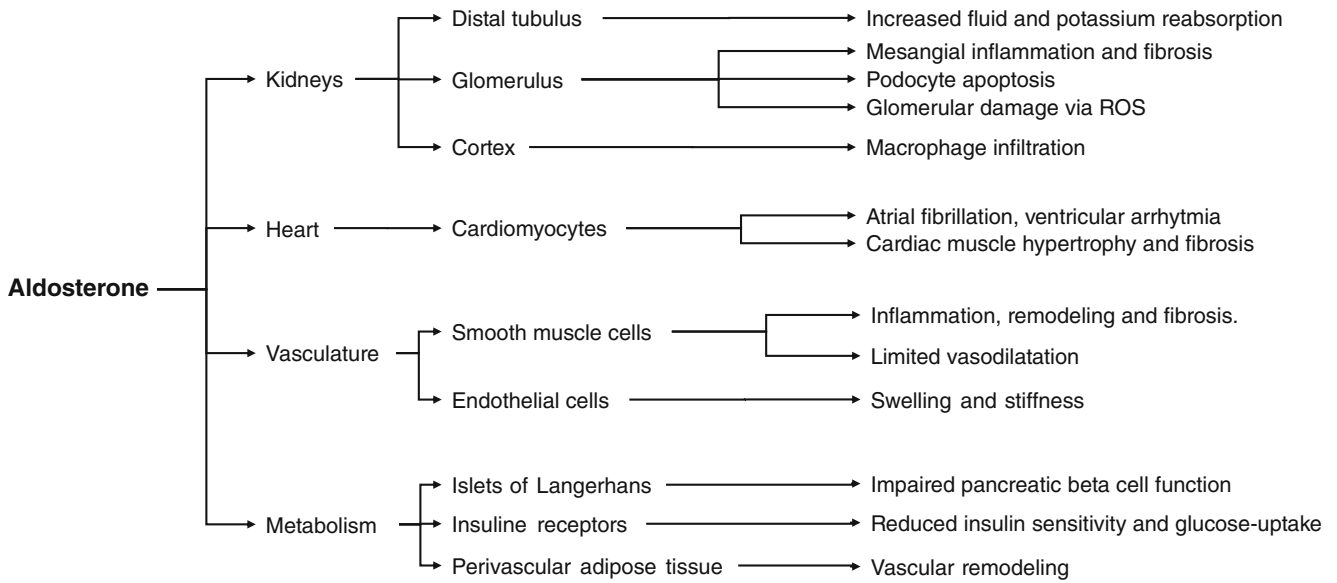 Aldosterone
Kidneys
Distal tubulus
Increased fluid and potassium reabsorption
Glomerulus
Mesangial inflammation and fibrosis
Podocyte apoptosis
Glomerular damage via ROS
Cortex
Macrophage infiltration
Heart
Cardiomyocytes
Atrial fibrillation, ventricular arrhytmia
Cardiac muscle hypertrophy and fibrosis
Vasculature
Smooth muscle cells
Inflammation, remodeling and fibrosis.
Limited vasodilatation
Endothelial cells
Swelling and stiffness
Metabolism
Islets of Langerhans
Impaired pancreatic beta cell function
Insuline receptors
Reduced insulin sensitivity and glucose-uptake
Perivascular adipose tissue
Vascular remodeling